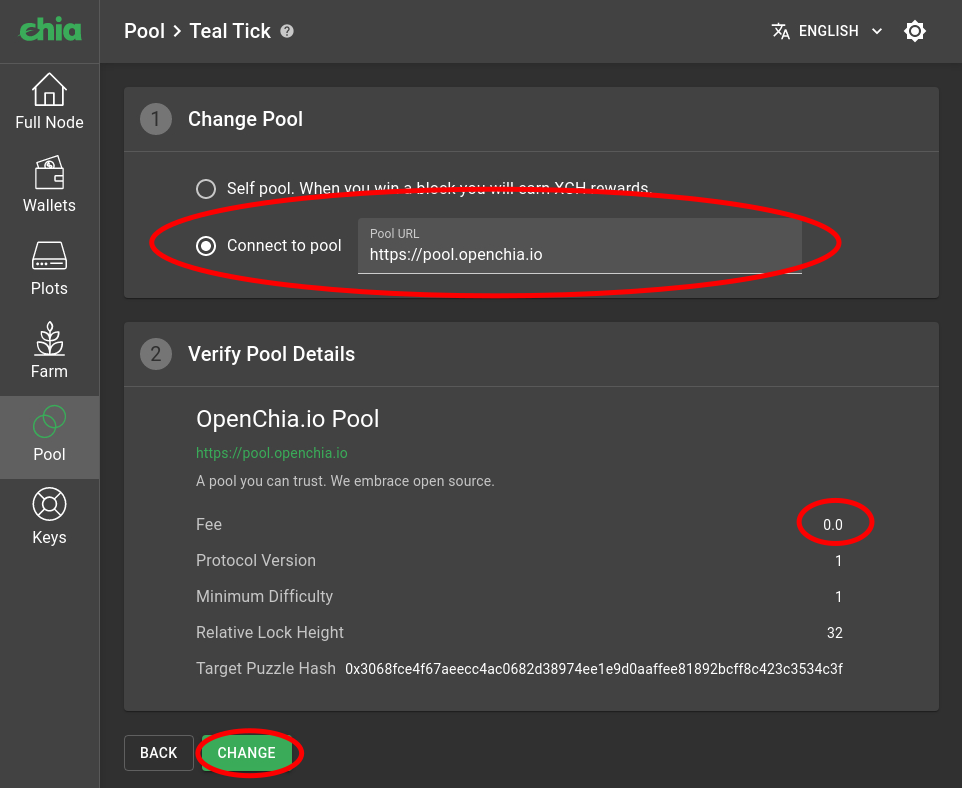 chia
Pool > Teal Tick ?
ENGLISH
Full Node
Wallets
Plots
Farm
Pool
Keys
1 Change Pool
Self pool. When you win a block you will earn XCH rewards.
Connect to pool
Pool URL
https://pool.openchia.io
2 Verify Pool Details
OpenChia.io Pool
https://pool.openchia.io
A pool you can trust. We embrace open source.
Fee 0.0
Protocol Version 1
Minimum Difficulty 1
Relative Lock Height 32
Target Puzzle Hash 0x3068fce4f67aeecc4ac0682d38974ee1e9d0aaffee81892bcff8c423c3534c3f
BACK CHANGE